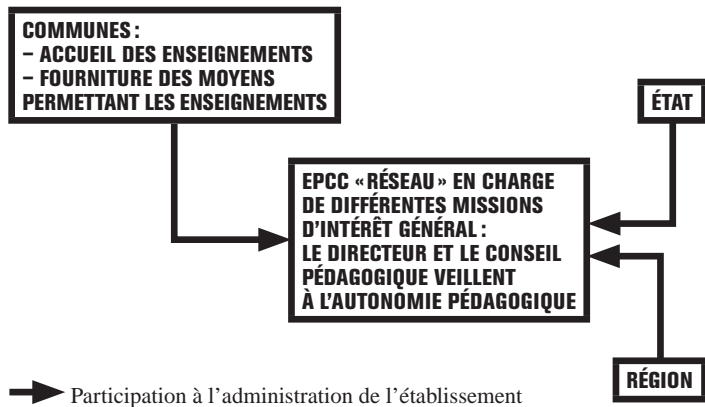 COMMUNES :
– ACCUEIL DES ENSEIGNEMENTS
– FOURNITURE DES MOYENS
PERMETTANT LES ENSEIGNEMENTS
ÉTAT
EPCC « RÉSEAU » EN CHARGE
DE DIFFÉRENTES MISSIONS
D’INTÉRÊT GÉNÉRAL :
LE DIRECTEUR ET LE CONSEIL
PÉDAGOGIQUE VEILLENT
À L’AUTONOMIE PÉDAGOGIQUE
RÉGION
Participation à l’administration de l’établissement